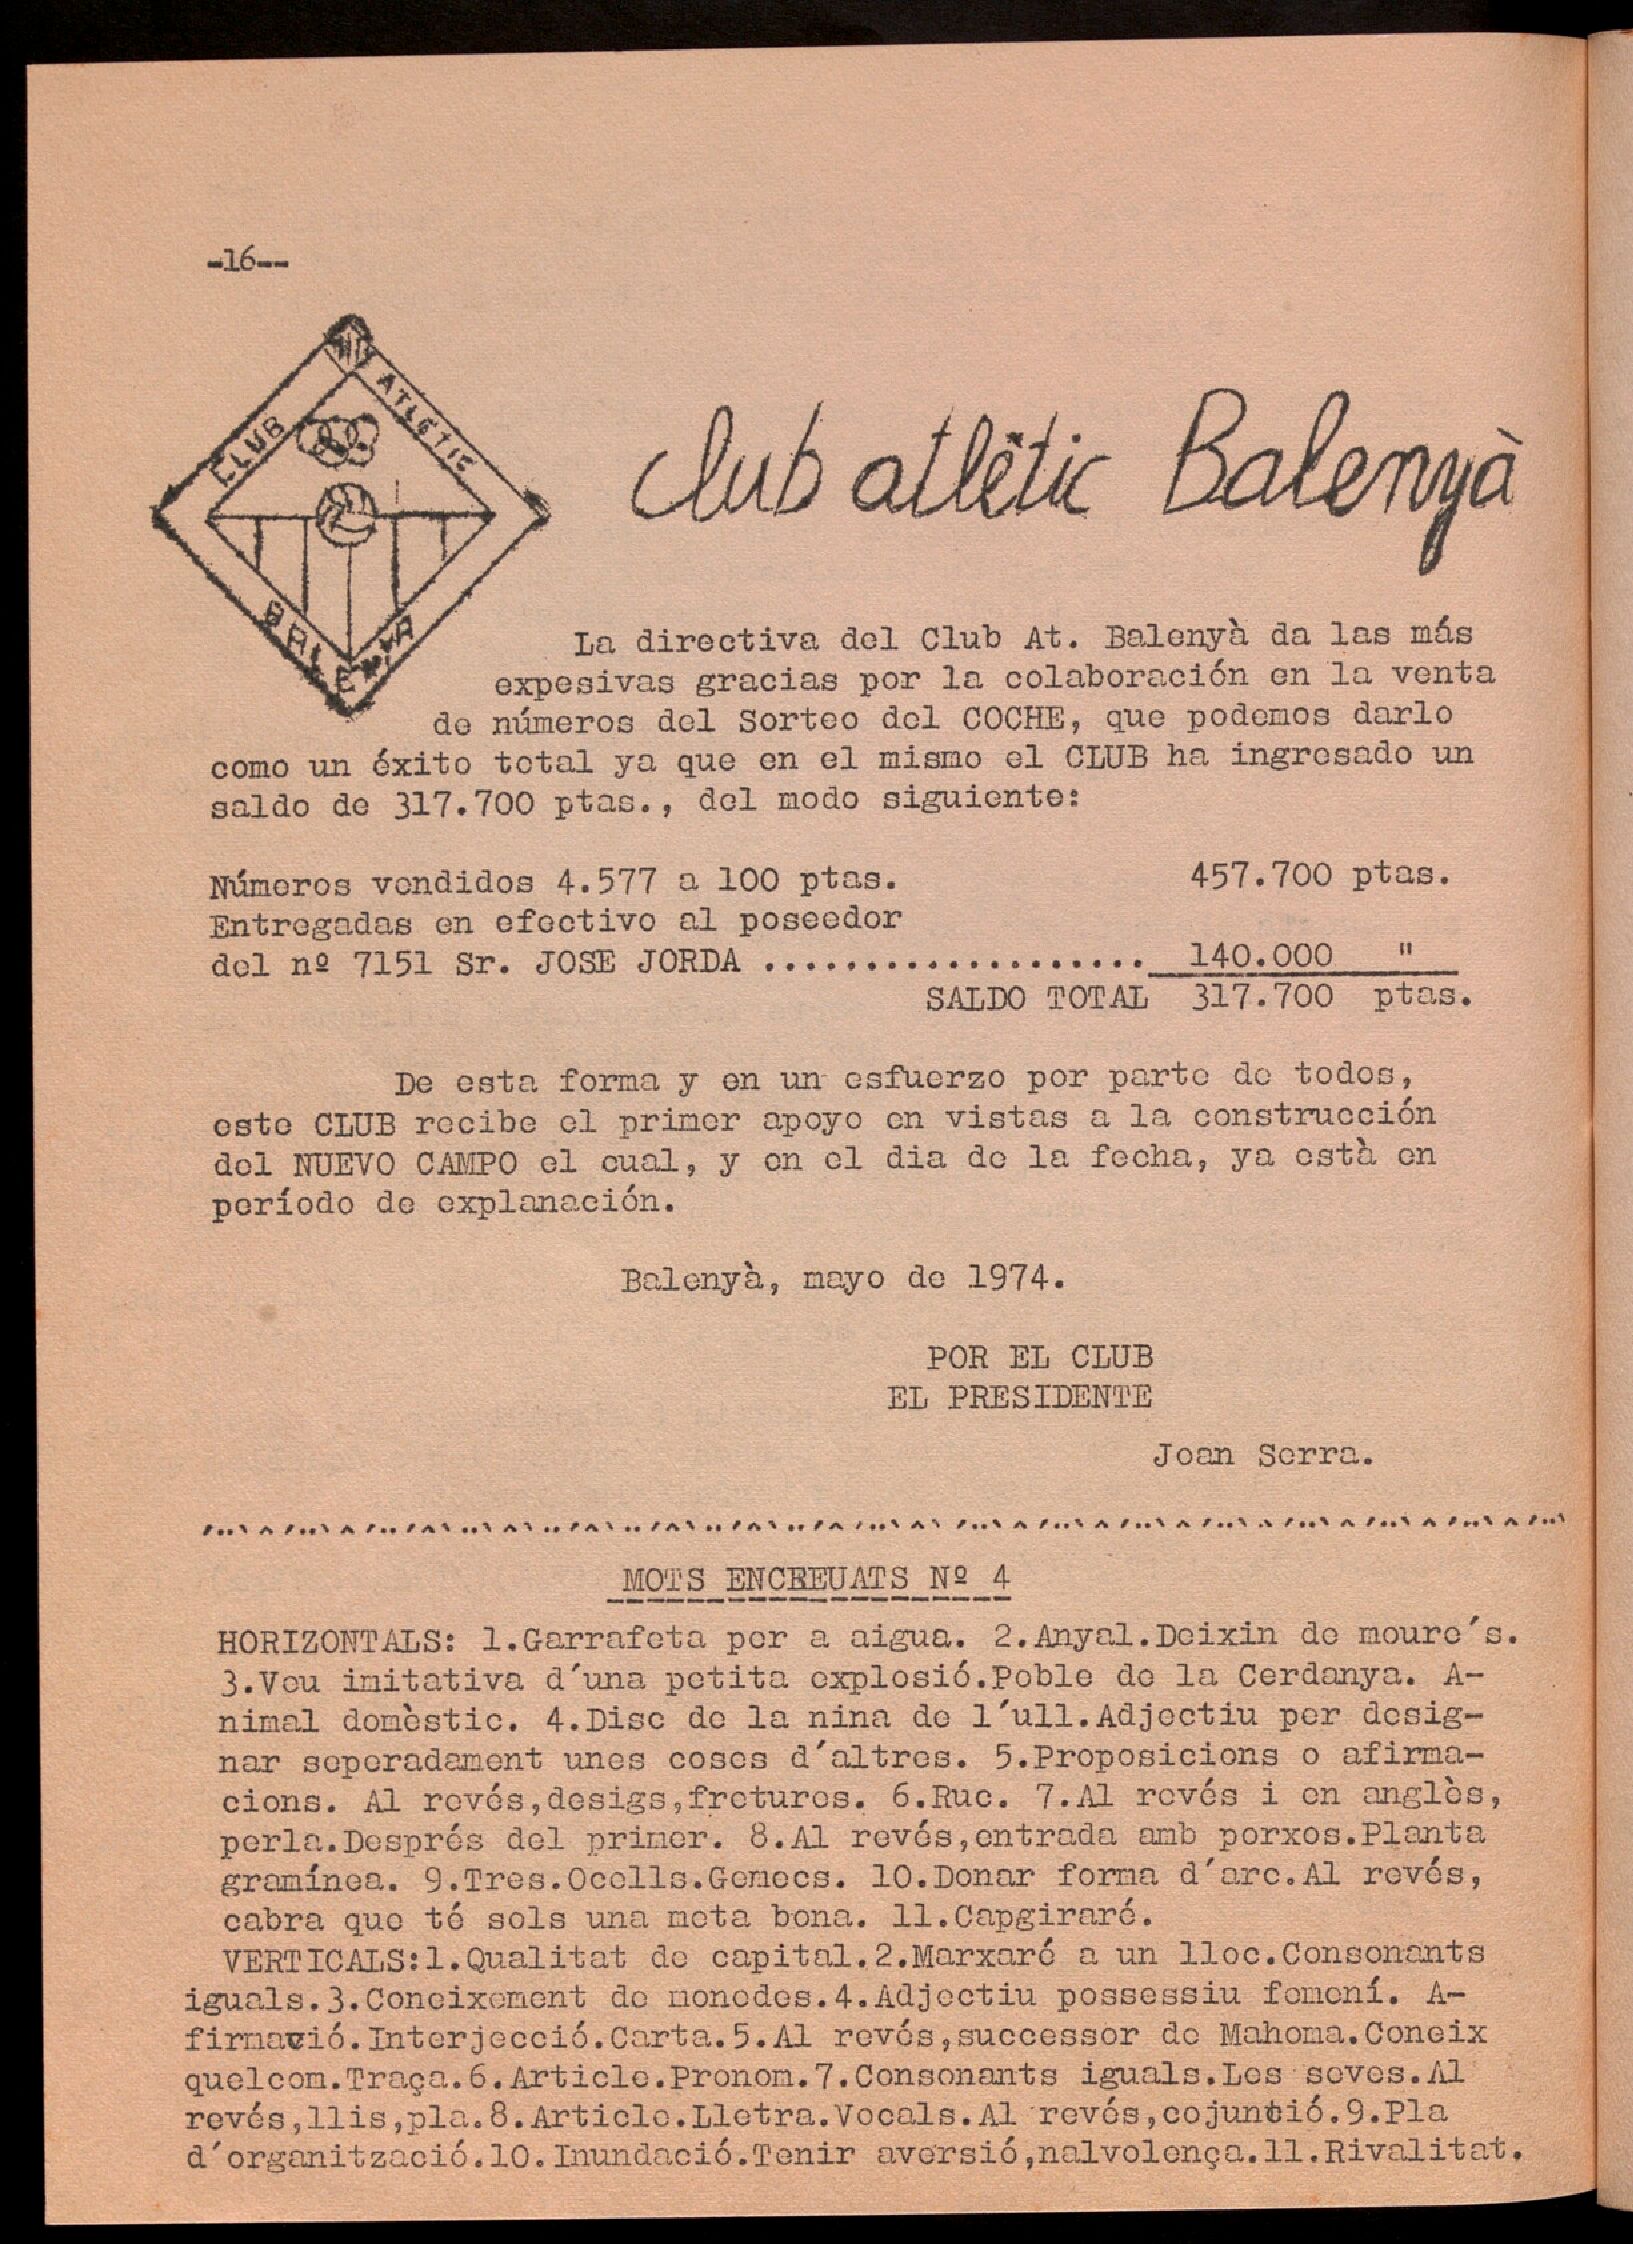 -16--
CLUB ATLÈTIC
BALENYA
Club atlètic Balenyà
La directiva del Club At. Balenyà da las más
expesivas gracias por la colaboración en la venta
de números del Sorteo del COCHE, que podemos darlo
como un éxito total ya que en el mismo el CLUB ha ingresado un
saldo de 317.700 ptas., del modo siguiente:
Números vendidos 4.577 a 100 ptas. 457.700 ptas.
Entregadas en efectivo al poseedor
del nº 7151 Sr. JOSE JORDA ................... 140.000 "
SALDO TOTAL 317.700 ptas.
De esta forma y en un esfuerzo por parte de todos,
este CLUB recibe el primer apoyo en vistas a la construcción
del NUEVO CAMPO el cual, y en el dia de la fecha, ya està en
período de explanación.
Balenyà, mayo de 1974.
POR EL CLUB
EL PRESIDENTE
Joan Serra.
MOTS ENCREUATS Nº 4
HORIZONTALS: 1.Garrafeta per a aigua. 2.Anyal.Deixin de moure´s.
3.Veu imitativa d´una petita explosió.Poble de la Cerdanya. A-
nimal domèstic. 4.Disc de la nina de l´ull.Adjectiu per desig-
nar seperadament unes coses d´altres. 5.Proposicions o afirma-
cions. Al revés,desigs,fretures. 6.Ruc. 7.Al revés i en anglès,
perla.Després del primer. 8.Al revés,entrada amb porxos.Planta
gramínea. 9.Tres.Ocells.Gemecs. 10.Donar forma d´arc.Al revés,
cabra que té sols una meta bona. 11.Capgiraré.
VERTICALS:1.Qualitat de capital.2.Marxaré a un lloc.Consonants
iguals.3.Coneixement de monedes.4.Adjectiu possessiu femení. A-
firmació.Interjecció.Carta.5.Al revés,successor de Mahoma.Coneix
quelcom.Traça.6.Article.Pronom.7.Consonants iguals.Les seves.Al
revés,llis,pla.8.Article.Lletra.Vocals.Al revés,cojunció.9.Pla
d´organització.10.Inundació.Tenir aversió,nalvolença.11.Rivalitat.